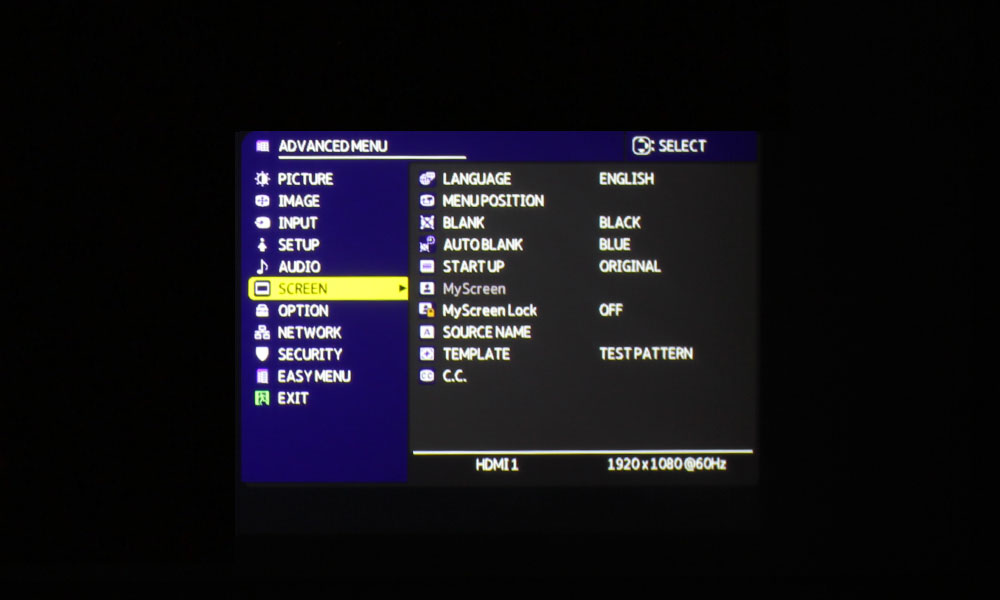 ADVANCED MENU : SELECT
PICTURE
IMAGE
INPUT
SETUP
AUDIO
SCREEN
OPTION
NETWORK
SECURITY
EASY MENU
EXIT
LANGUAGE ENGLISH
MENU POSITION
BLANK BLACK
AUTO BLANK BLUE
START UP ORIGINAL
MyScreen
MyScreen Lock OFF
SOURCE NAME
TEMPLATE TEST PATTERN
C.C.
HDMI 1 1920 x 1080 @60Hz